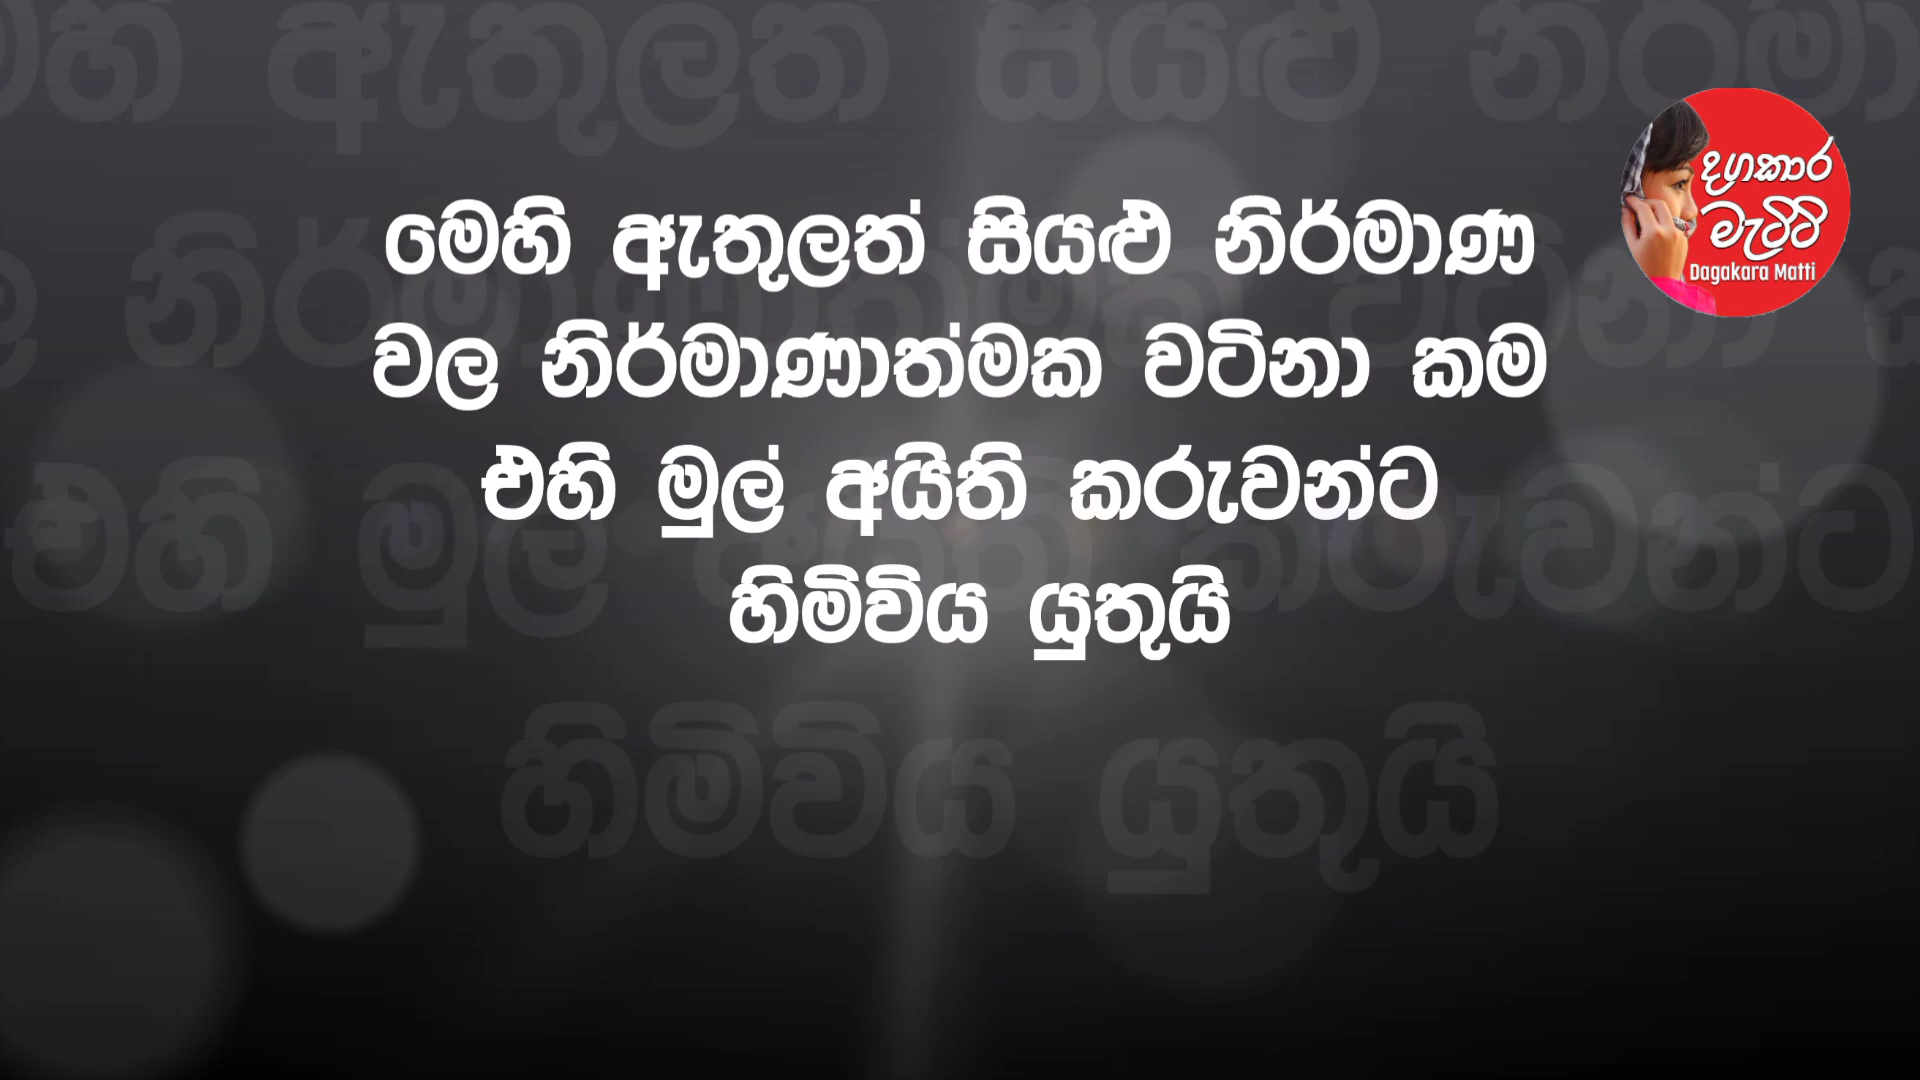 මෙහි ඇතුලත් සියළු නිර්මාණ
වල නිර්මාණාත්මක වටිනා කම
එහි මුල් අයිති කරුවන්ට
හිමිවිය යුතුයි
දගකාර
මැට්ටි
Dagakara Matti